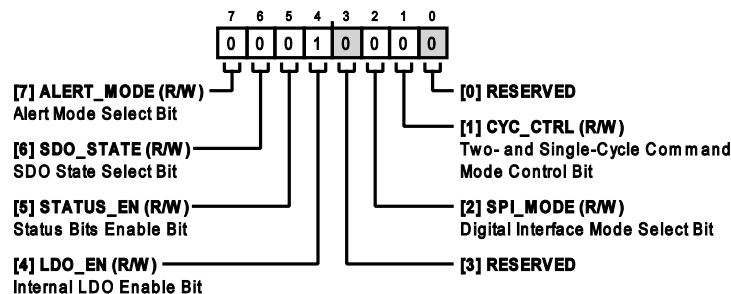 7 6 5 4 3 2 1 0
0 0 0 1 0 0 0 0
[7] ALERT_MODE (R/W)
Alert Mode Select Bit
[6] SDO_STATE (R/W)
SDO State Select Bit
[5] STATUS_EN (R/W)
Status Bits Enable Bit
[4] LDO_EN (R/W)
Internal LDO Enable Bit
[0] RESERVED
[1] CYC_CTRL (R/W)
Two- and Single-Cycle Command
Mode Control Bit
[2] SPI_MODE (R/W)
Digital Interface Mode Select Bit
[3] RESERVED